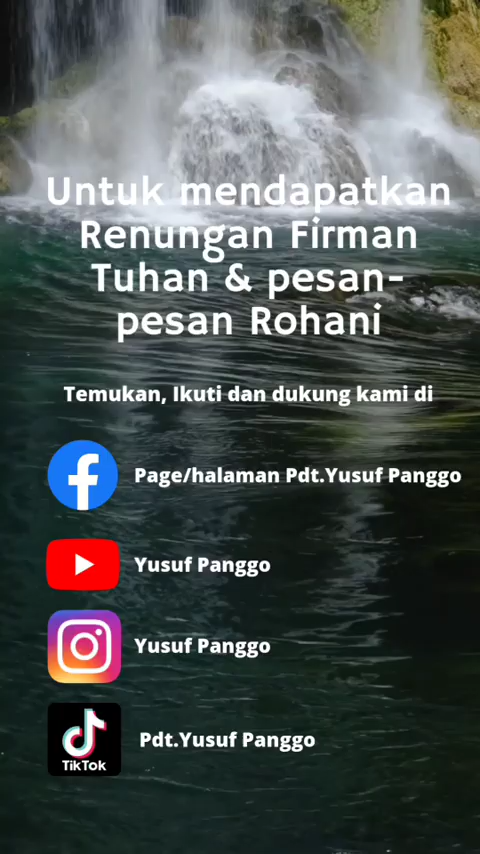 Untuk mendapatkan
Renungan Firman
Tuhan & pesan-
pesan Rohani
Temukan, Ikuti dan dukung kami di
Page/halaman Pdt.Yusuf Panggo
Yusuf Panggo
Yusuf Panggo
Pdt.Yusuf Panggo
TikTok